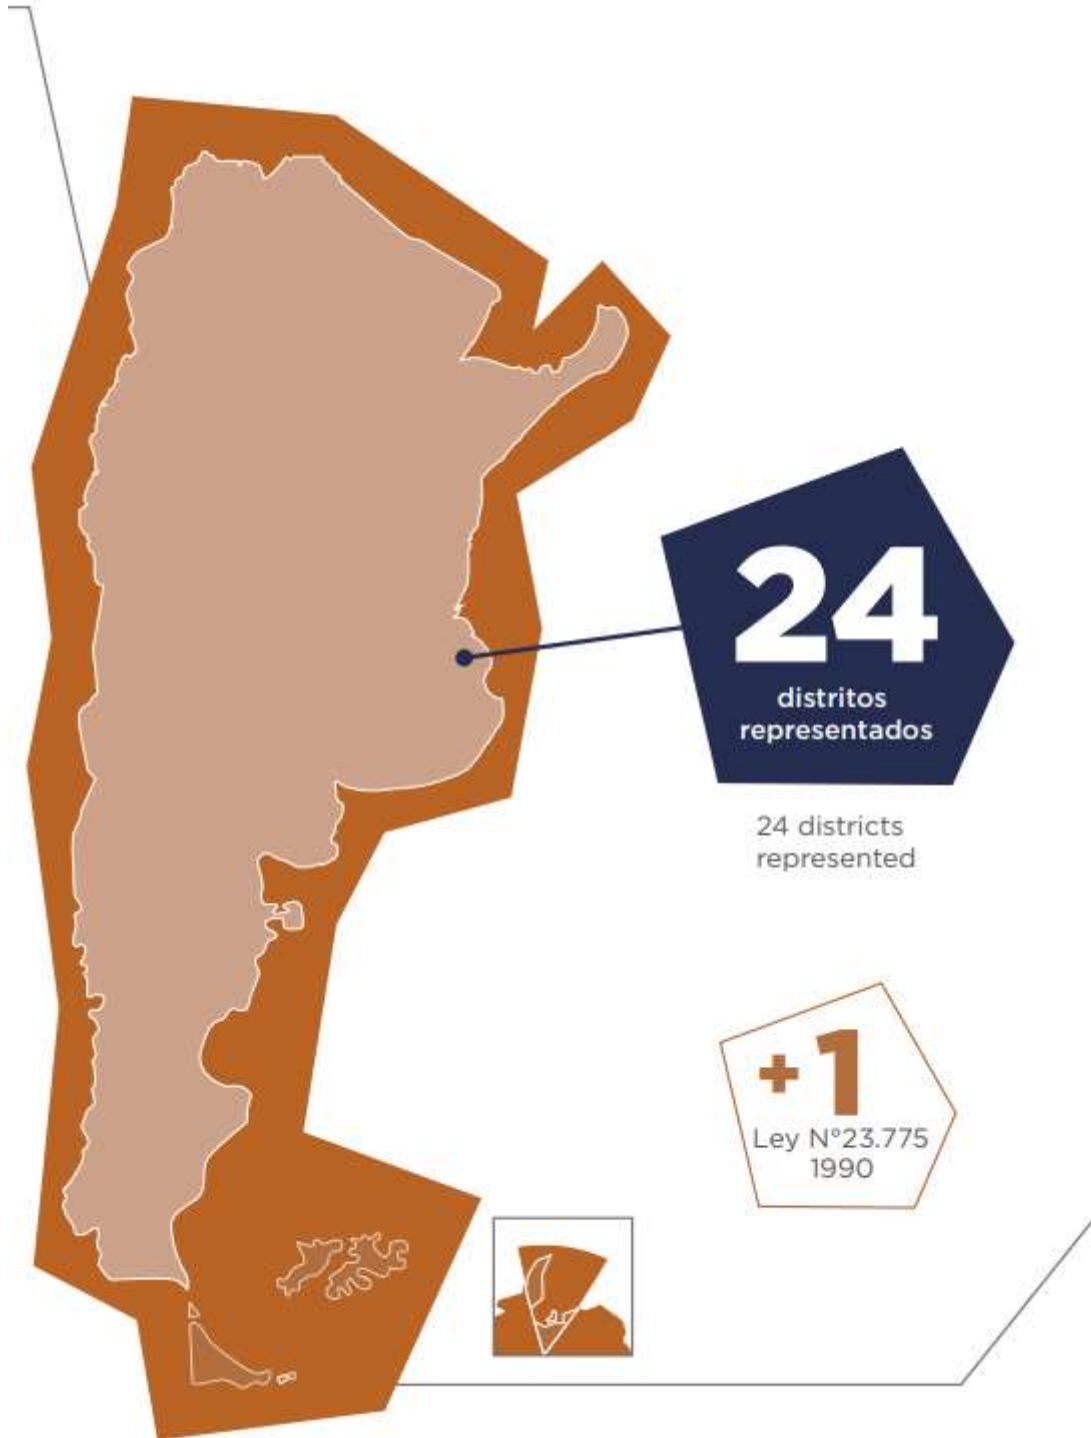 24
distritos
representados
24 districts
represented
+1
Ley N°23.775
1990